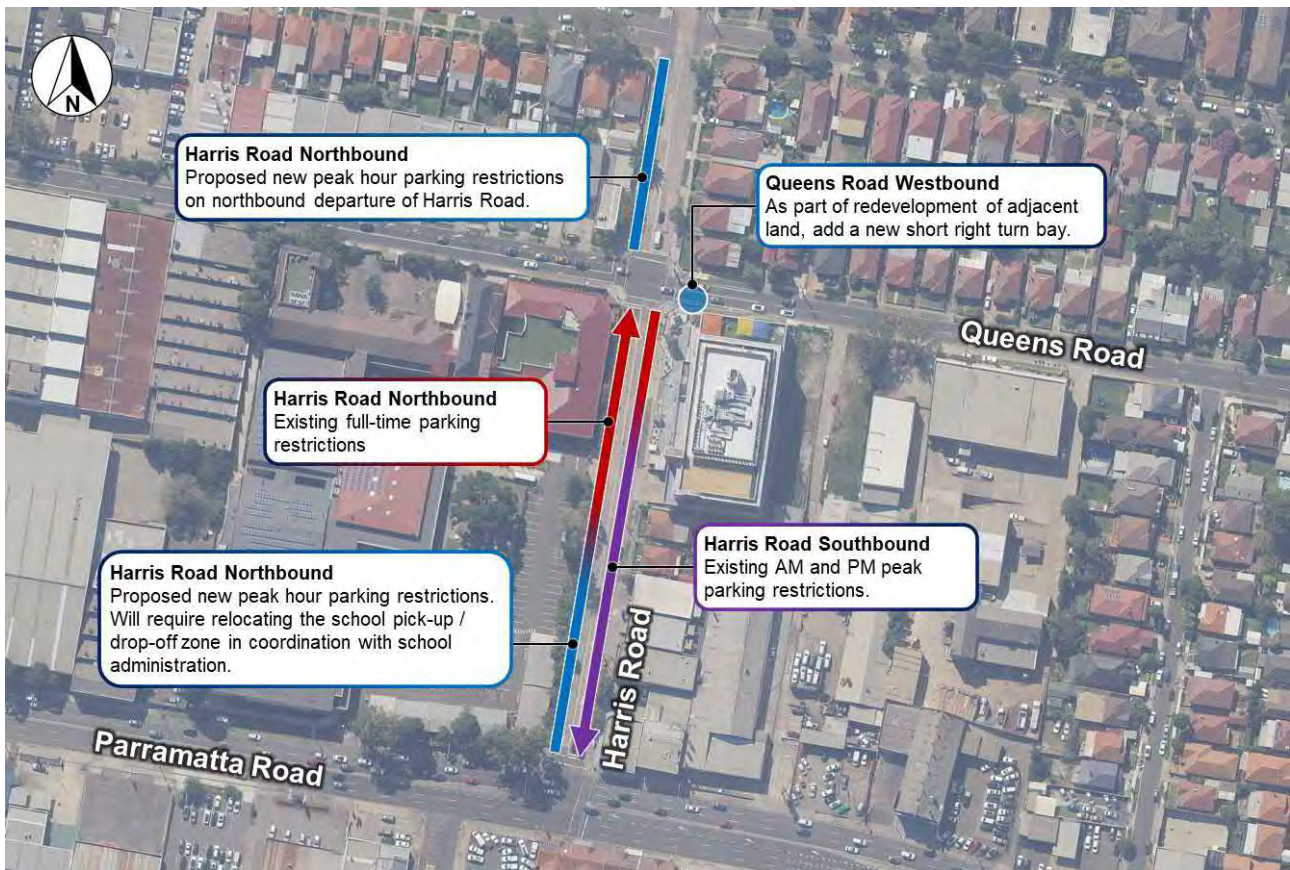 N
Harris Road Northbound
Proposed new peak hour parking restrictions
on northbound departure of Harris Road.
Queens Road Westbound
As part of redevelopment of adjacent
land, add a new short right turn bay.
Queens Road
Harris Road Northbound
Existing full-time parking
restrictions
Harris Road Southbound
Existing AM and PM peak
parking restrictions.
Harris Road Northbound
Proposed new peak hour parking restrictions.
Will require relocating the school pick-up /
drop-off zone in coordination with school
administration.
Harris Road
Parramatta Road